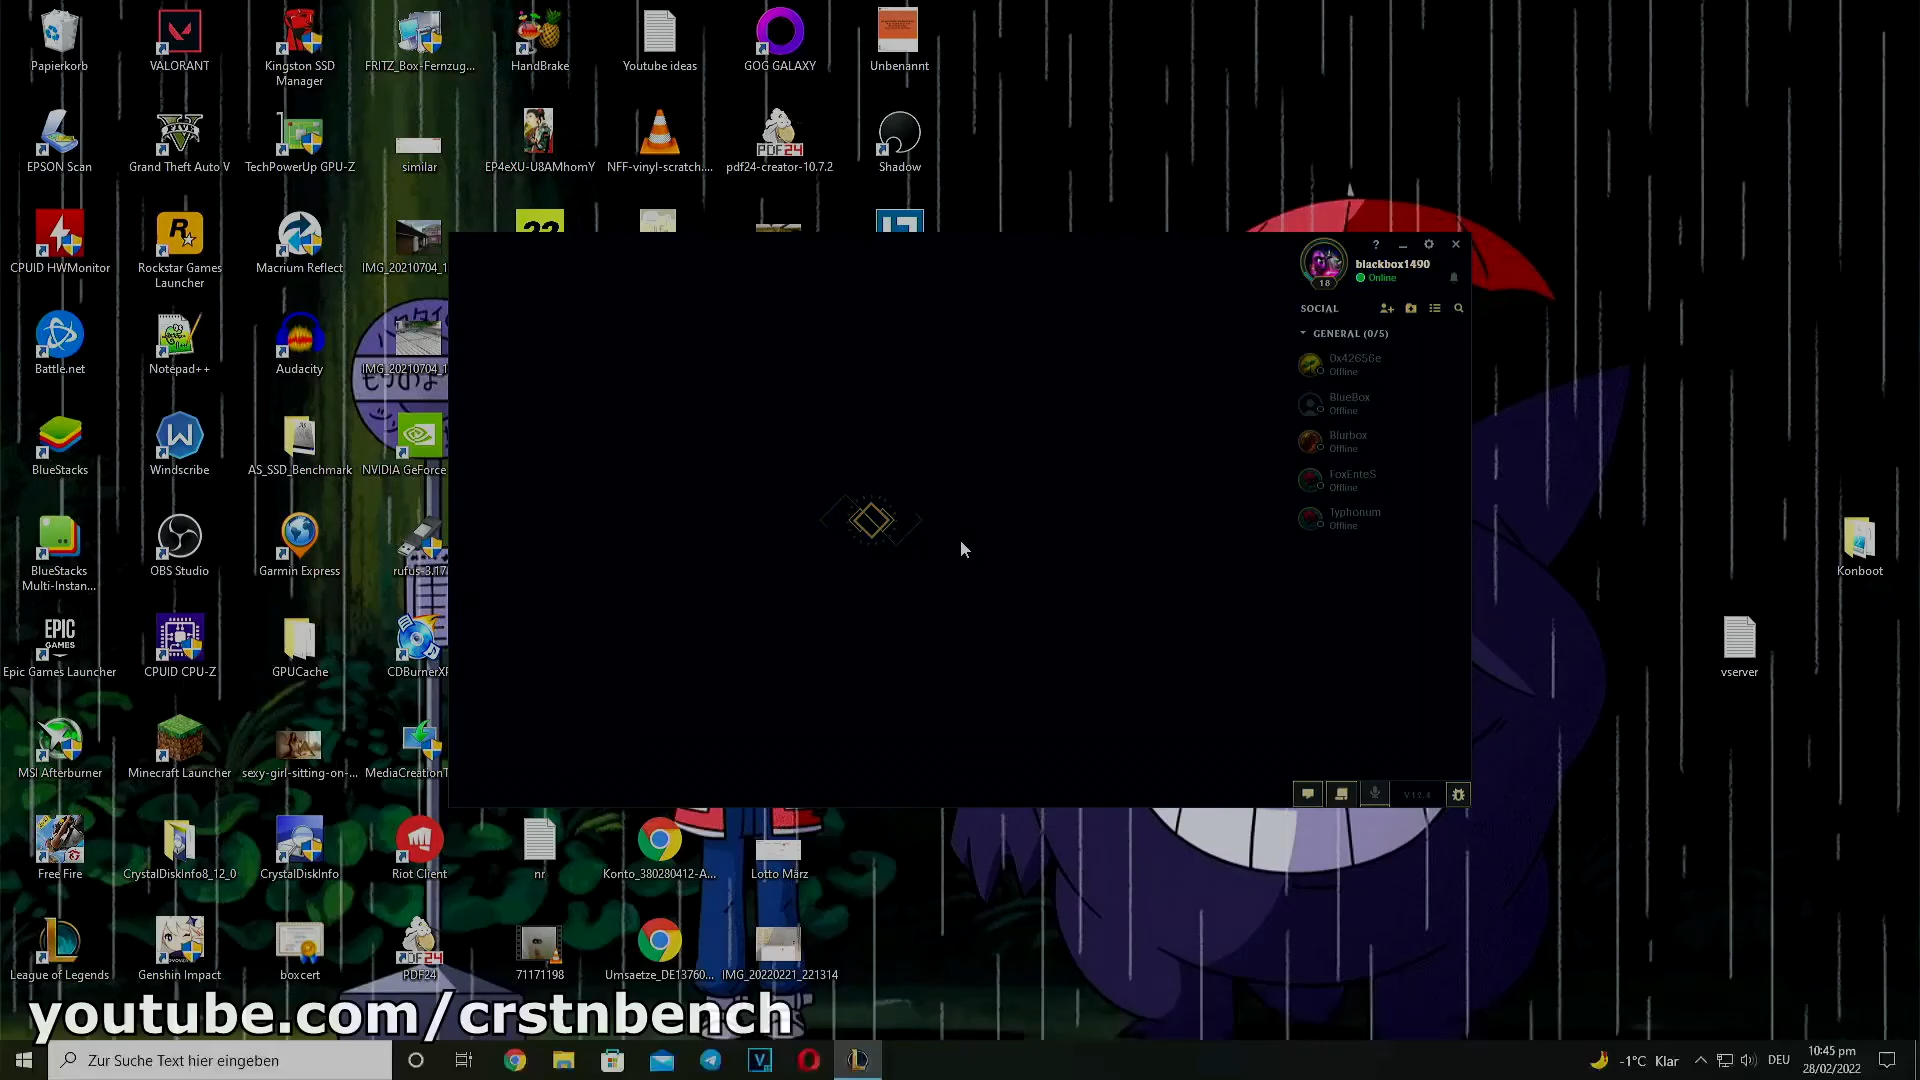 Papierkorb
VALORANT
Kingston SSD
Manager
FRITZ_Box-Fernzug...
HandBrake
Youtube ideas
GOG GALAXY
Unbenannt
EPSON Scan
Grand Theft Auto V
TechPowerUp GPU-Z
similar
EP4eXU-U8AMhomY
NFF-vinyl-scratch....
pdf24-creator-10.7.2
Shadow
CPUID HWMonitor
Rockstar Games
Launcher
Macrium Reflect
IMG_20210704_1
? 
blackbox1490
Online
18
SOCIAL
GENERAL (0/5)
0x42656e
Offline
BlueBox
Offline
Blurbox
Offline
FoxEnteS
Offline
Typhonum
Offline
V12.4
Battle.net
Notepad++
Audacity
IMG_20210704_1
BlueStacks
Windscribe
AS_SSD_Benchmark
NVIDIA GeForce
BlueStacks
Multi-Instan...
OBS Studio
Garmin Express
rufus-3.17
Konboot
EPIC
GAMES
Epic Games Launcher
CPUID CPU-Z
GPUCache
CDBurnerXP
vserver
MSI Afterburner
Minecraft Launcher
sexy-girl-sitting-on-...
MediaCreationT
Free Fire
CrystalDiskInfo8_12_0
CrystalDiskInfo
Riot Client
nr
Konto_380280412-A...
Lotto März
League of Legends
Genshin Impact
boxcert
PDF24
71171198
Umsaetze_DE13760...
IMG_20220221_221314
youtube.com/crstnbench
Zur Suche Text hier eingeben
-1°C Klar
DEU
10:45 pm
28/02/2022